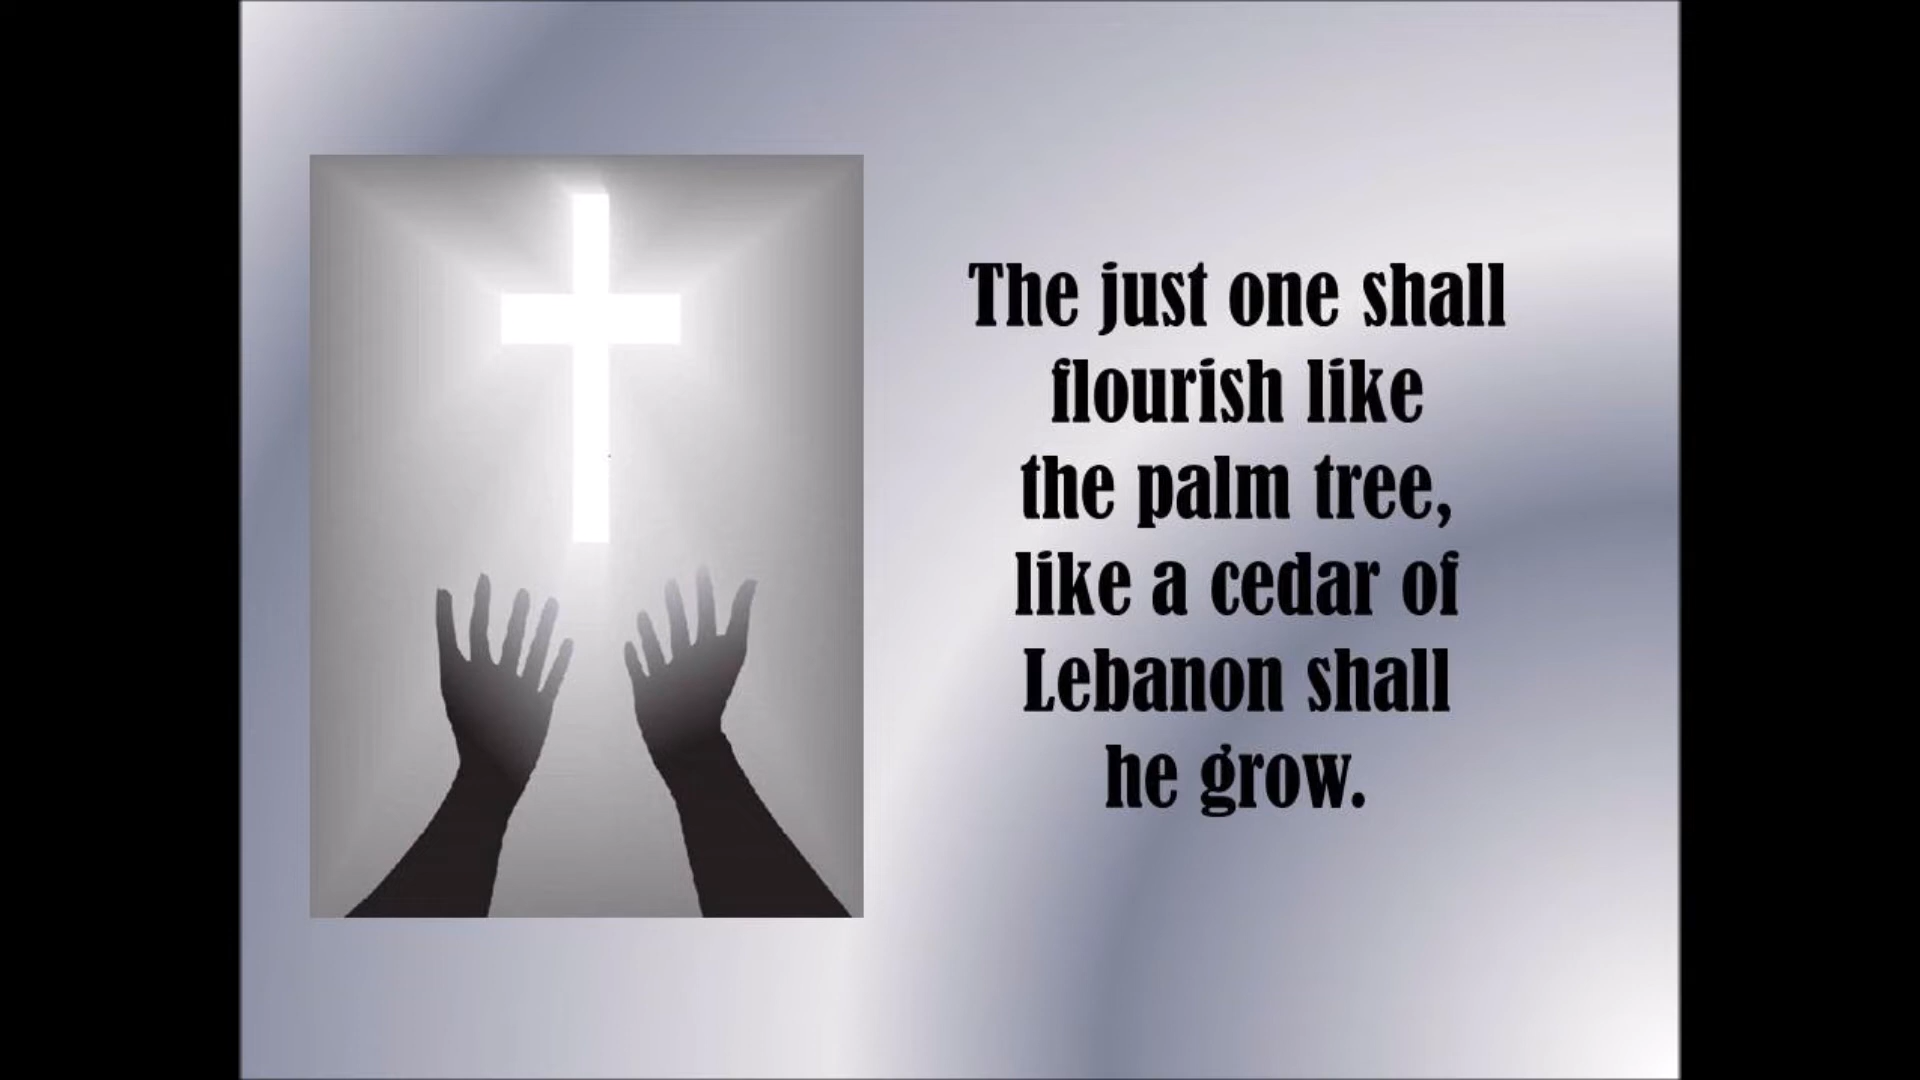 The just one shall
flourish like
the palm tree,
like a cedar of
Lebanon shall
he grow.